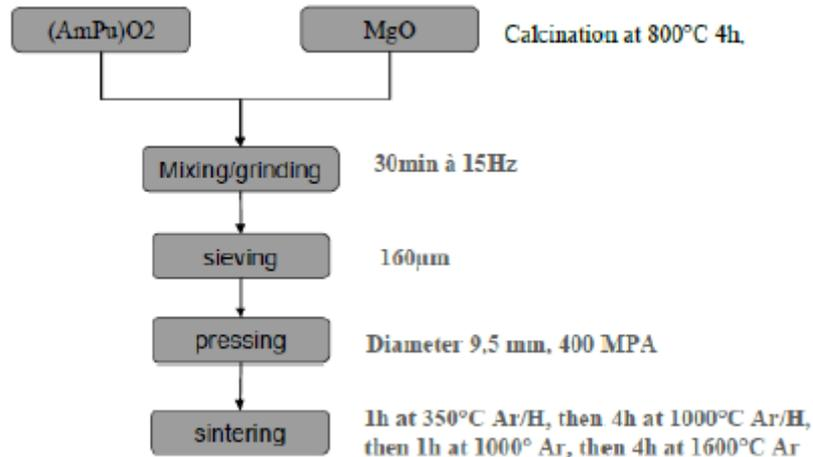 (AmPu)O2
MgO
Calcination at 800°C 4h,
Mixing/grinding
30min à 15Hz
sieving
160µm
pressing
Diameter 9,5 mm, 400 MPA
sintering
1h at 350°C Ar/H, then 4h at 1000°C Ar/H,
then 1h at 1000° Ar, then 4h at 1600°C Ar